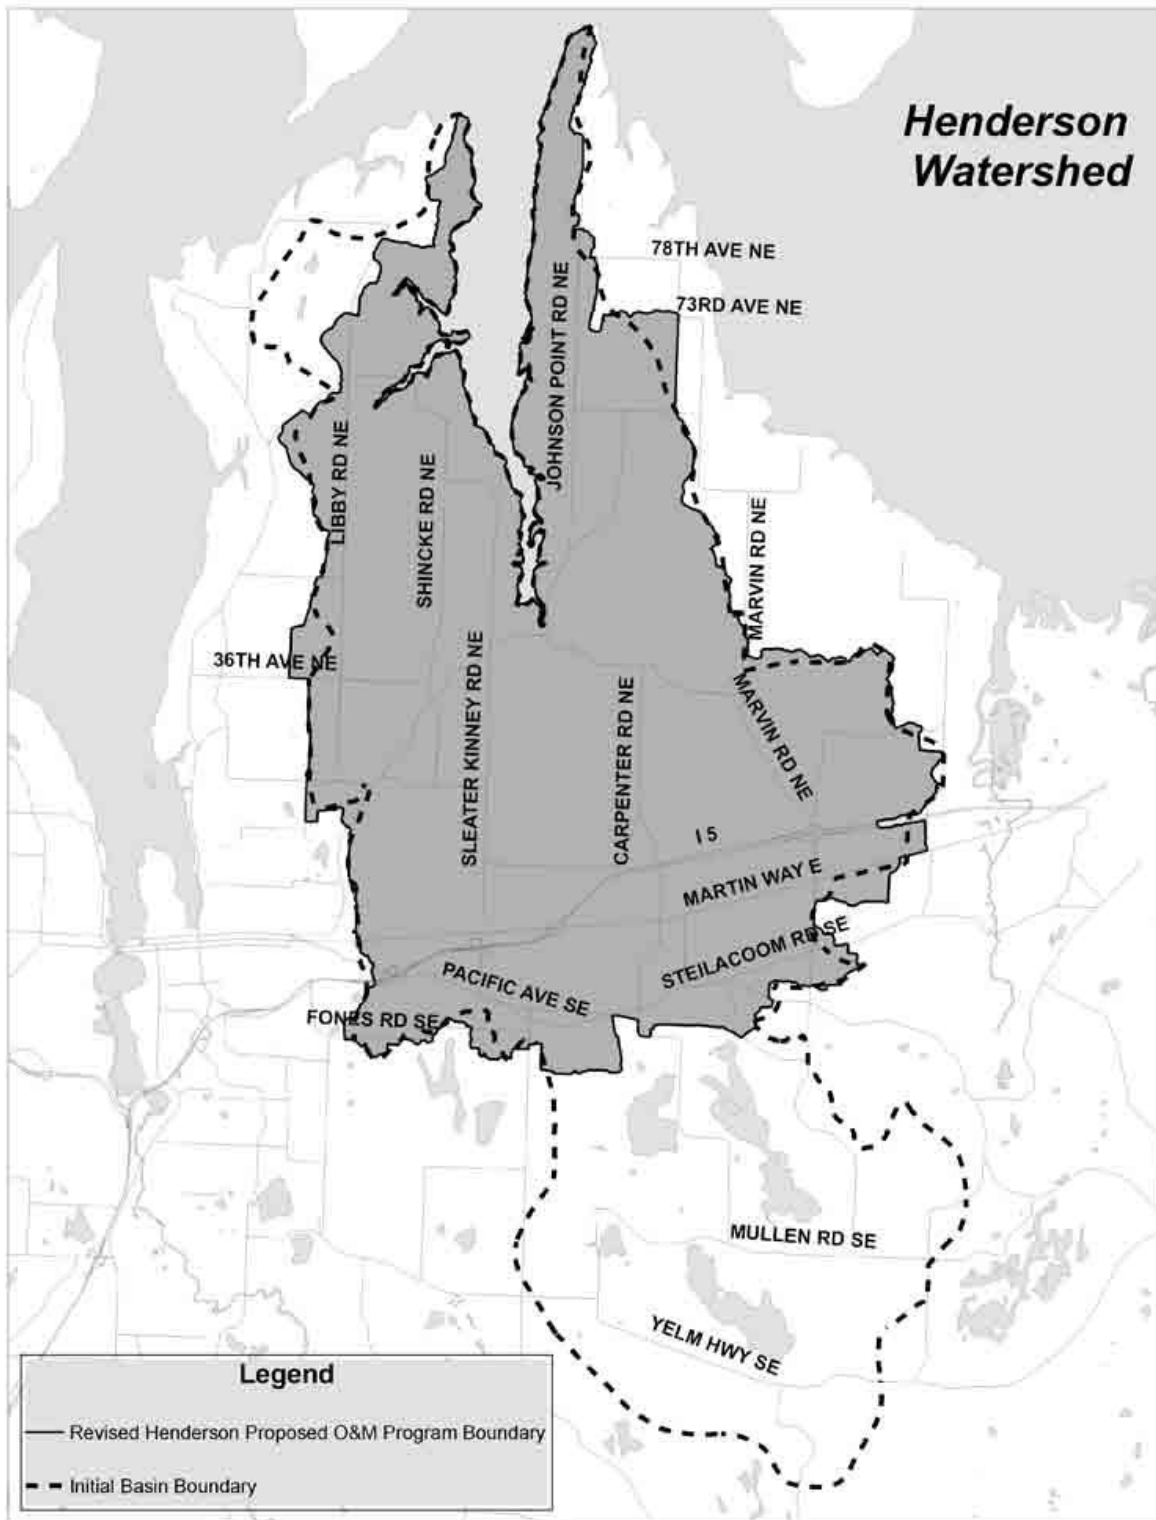 Henderson
Watershed
78TH AVE NE
73RD AVE NE
JOHNSON POINT RD NE
LIBBY RD NE
SHINCKE RD NE
MARVIN RD NE
36TH AVE NE
SLEATER KINNEY RD NE
CARPENTER RD NE
MARVIN RD NE
I 5
MARTIN WAY E
STEILACOOM RD SE
PACIFIC AVE SE
FONES RD SE
MULLEN RD SE
YELM HWY SE
Legend
Revised Henderson Proposed O&M Program Boundary
Initial Basin Boundary